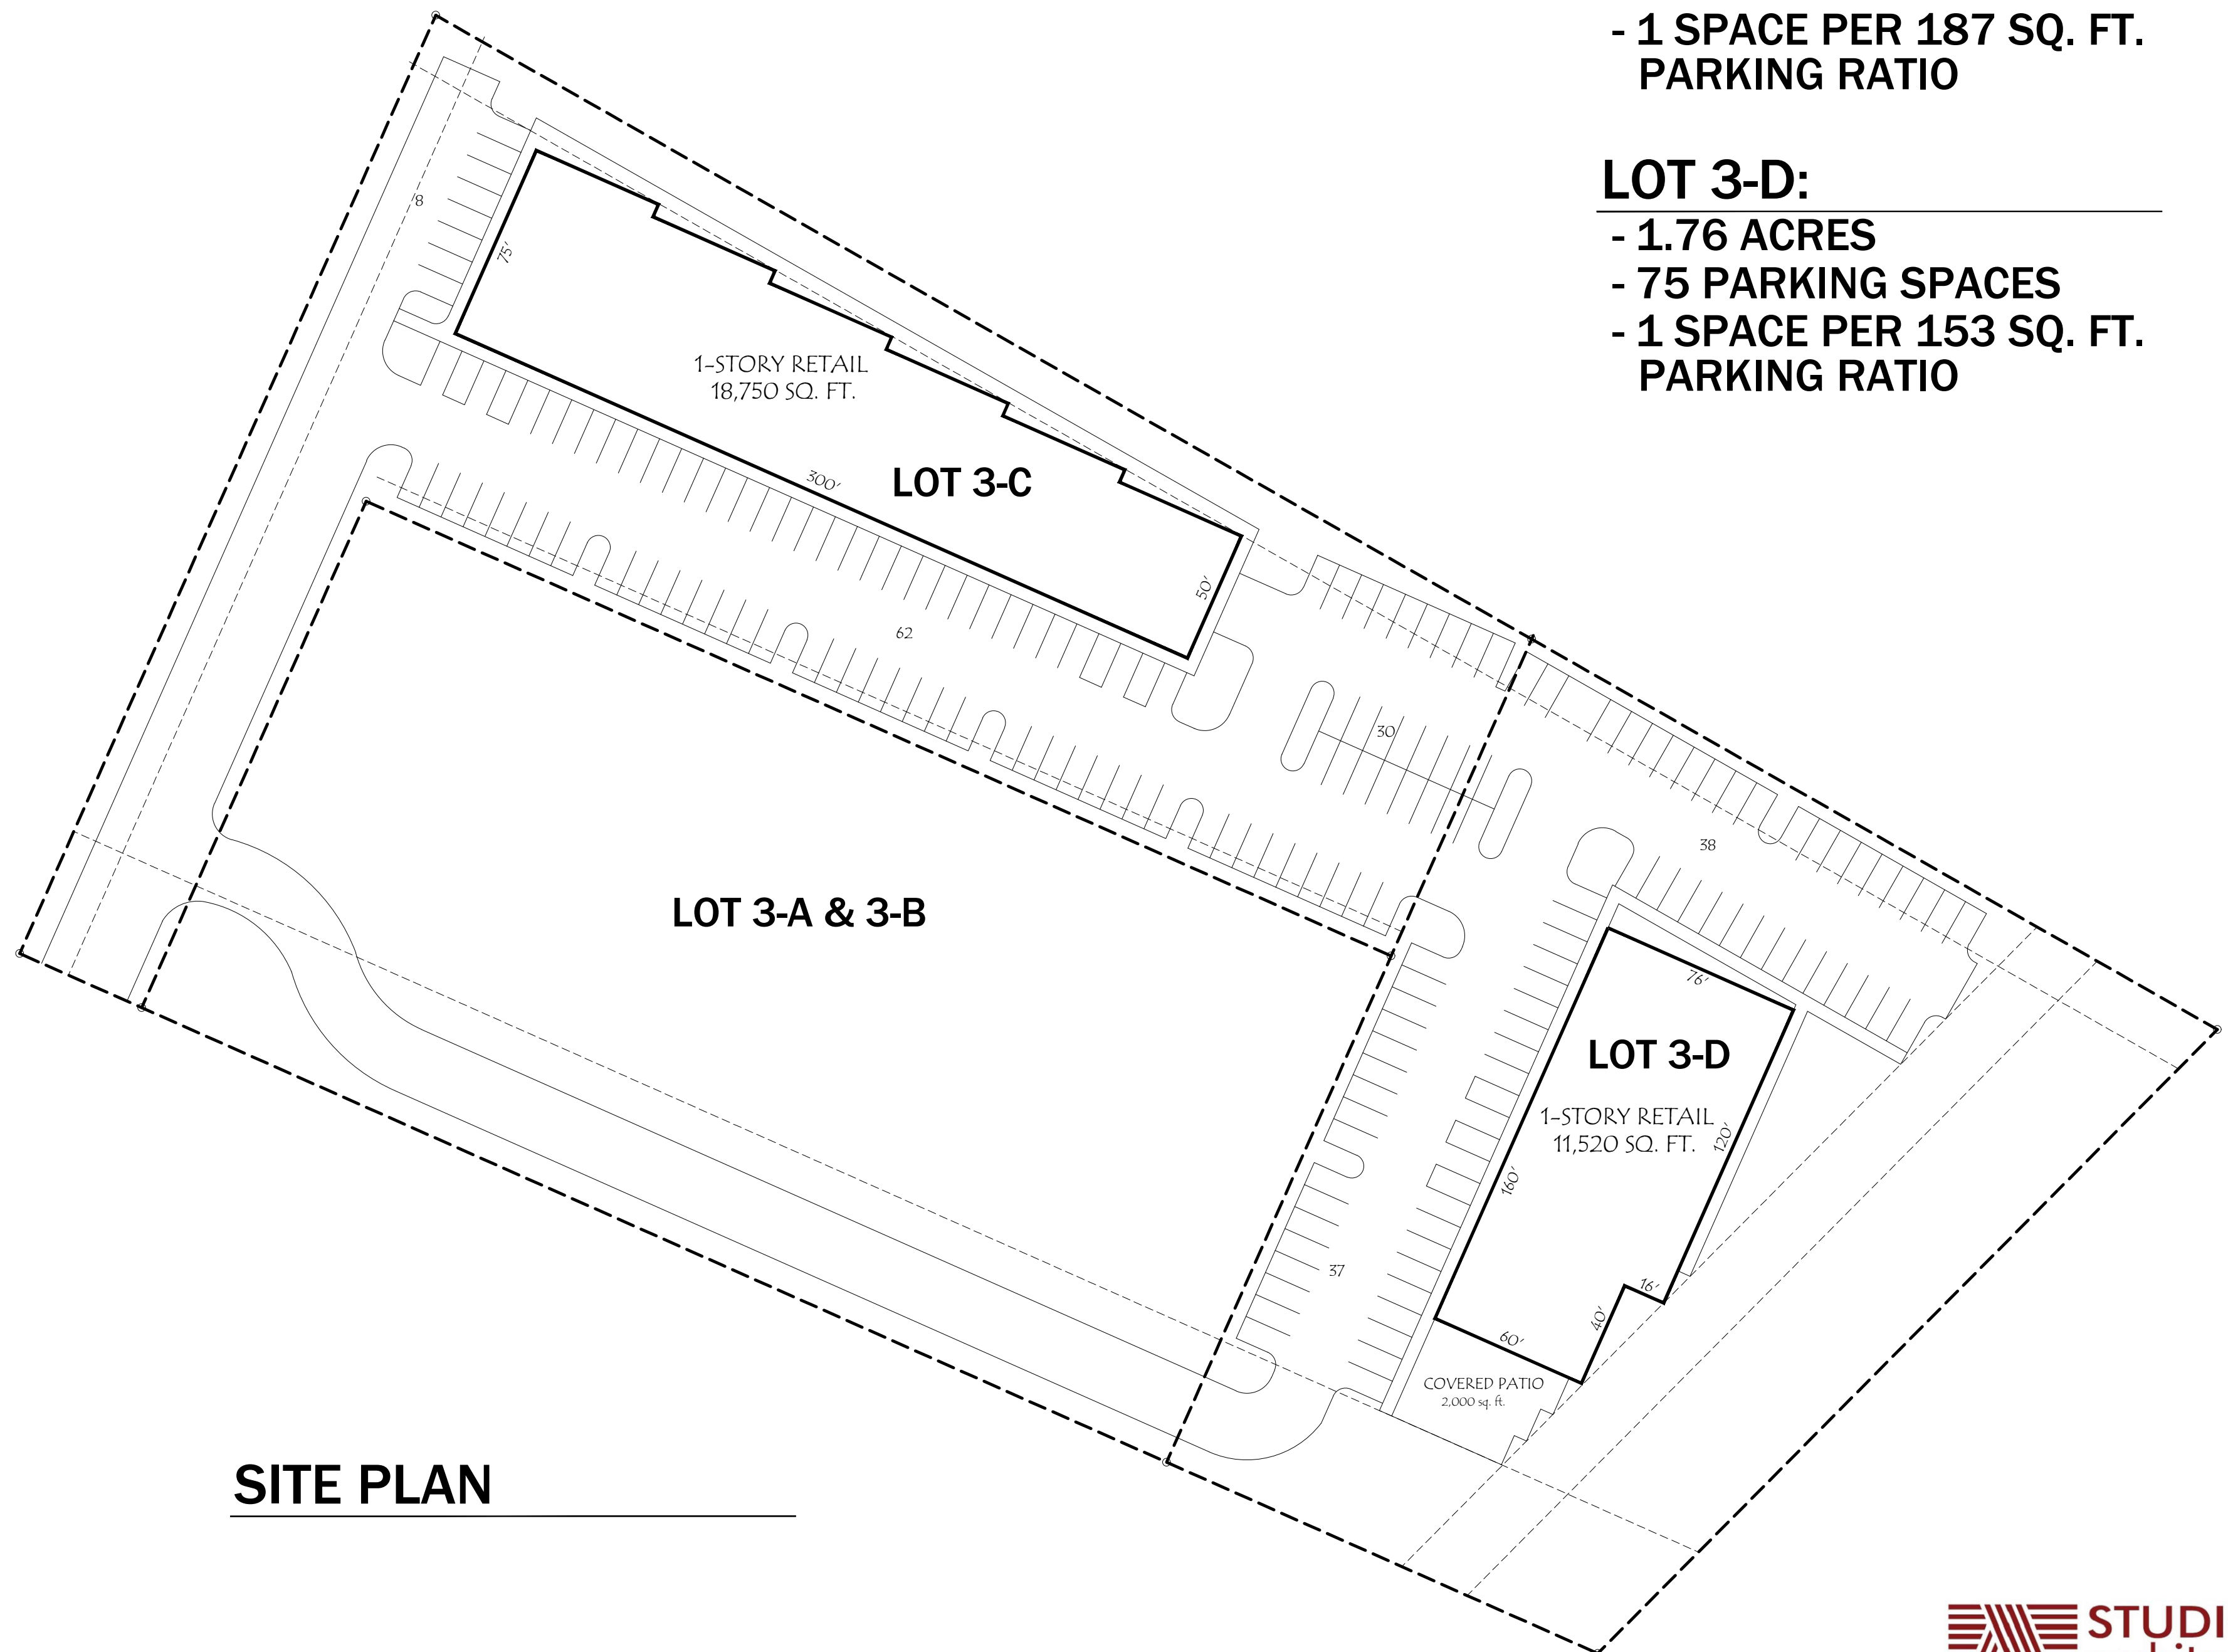 - 1 SPACE PER 187 SQ. FT.
PARKING RATIO
LOT 3-D:
- 1.76 ACRES
- 75 PARKING SPACES
- 1 SPACE PER 153 SQ. FT.
PARKING RATIO
8
75'
1-STORY RETAIL
18,750 SQ. FT.
300'
LOT 3-C
50'
62
30
38
LOT 3-A & 3-B
76'
LOT 3-D
1-STORY RETAIL
11,520 SQ. FT.
120'
160'
37
16'
40'
60'
COVERED PATIO
2,000 sq. ft.
SITE PLAN
STUDI